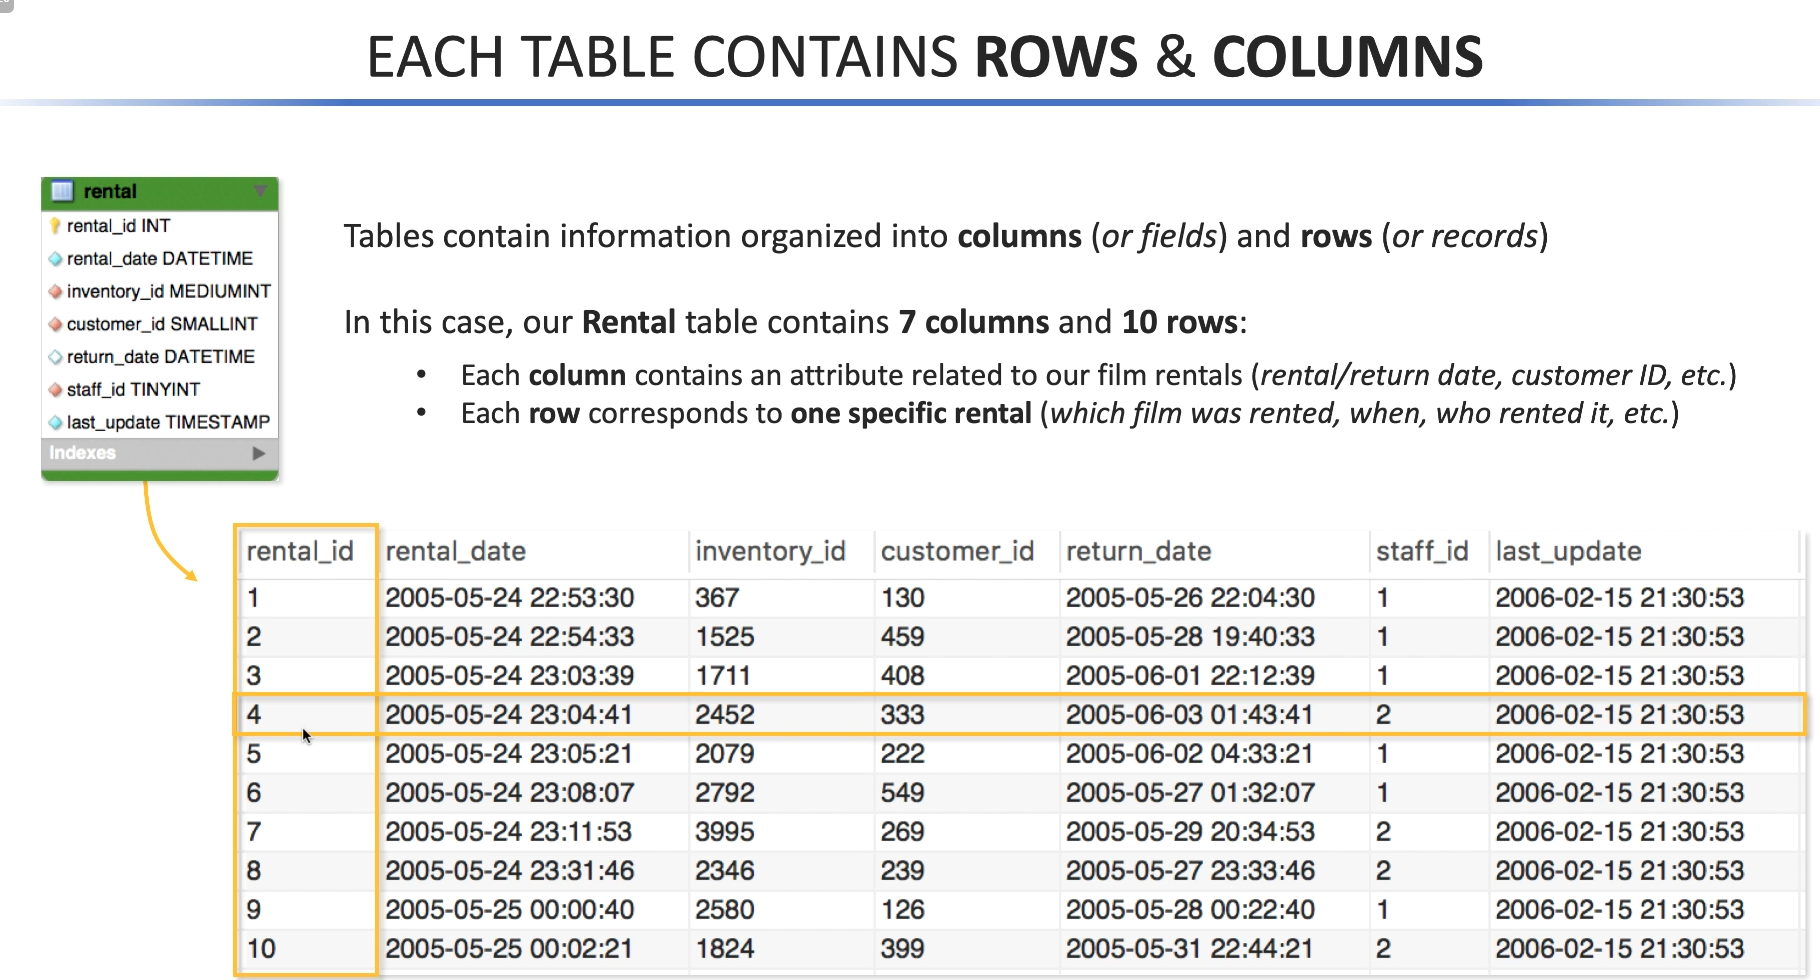 EACH TABLE CONTAINS ROWS & COLUMNS
rental
rental_id INT
rental_date DATETIME
inventory_id MEDIUMINT
customer_id SMALLINT
return_date DATETIME
staff_id TINYINT
last_update TIMESTAMP
Indexes
Tables contain information organized into columns (or fields) and rows (or records)
In this case, our Rental table contains 7 columns and 10 rows:
• Each column contains an attribute related to our film rentals (rental/return date, customer ID, etc.)
• Each row corresponds to one specific rental (which film was rented, when, who rented it, etc.)
rental_id rental_date inventory_id customer_id return_date staff_id last_update
1 2005-05-24 22:53:30 367 130 2005-05-26 22:04:30 1 2006-02-15 21:30:53
2 2005-05-24 22:54:33 1525 459 2005-05-28 19:40:33 1 2006-02-15 21:30:53
3 2005-05-24 23:03:39 1711 408 2005-06-01 22:12:39 1 2006-02-15 21:30:53
4 2005-05-24 23:04:41 2452 333 2005-06-03 01:43:41 2 2006-02-15 21:30:53
5 2005-05-24 23:05:21 2079 222 2005-06-02 04:33:21 1 2006-02-15 21:30:53
6 2005-05-24 23:08:07 2792 549 2005-05-27 01:32:07 1 2006-02-15 21:30:53
7 2005-05-24 23:11:53 3995 269 2005-05-29 20:34:53 2 2006-02-15 21:30:53
8 2005-05-24 23:31:46 2346 239 2005-05-27 23:33:46 2 2006-02-15 21:30:53
9 2005-05-25 00:00:40 2580 126 2005-05-28 00:22:40 1 2006-02-15 21:30:53
10 2005-05-25 00:02:21 1824 399 2005-05-31 22:44:21 2 2006-02-15 21:30:53